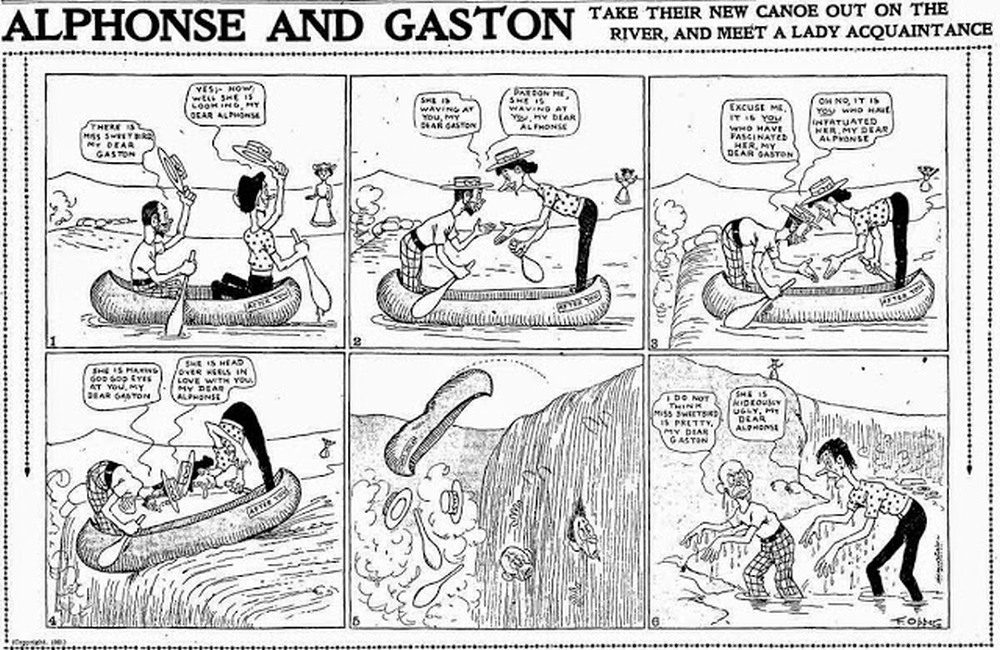 ALPHONSE AND GASTON
TAKE THEIR NEW CANOE OUT ON THE
RIVER, AND MEET A LADY ACQUAINTANCE
THERE IS
MISS SWEETBIRD
MY DEAR
GASTON
YES;- NOW
WELL SHE IS
LOOKING, MY
DEAR ALPHONSE
AFTER YOU
1
SHE IS
WAVING AT
YOU, MY
DEAR GASTON
PARDON ME,
SHE IS
WAVING AT
YOU, MY DEAR
ALPHONSE
AFTER YOU
2
EXCUSE ME,
IT IS YOU
WHO HAVE
FASCINATED
HER, MY
DEAR GASTON
OH NO, IT IS
YOU WHO HAVE
INFATUATED
HER, MY DEAR
ALPHONSE
AFTER YOU
3
SHE IS MAKING
GOO GOO EYES
AT YOU, MY
DEAR GASTON
SHE IS HEAD
OVER HEELS IN
LOVE WITH YOU,
MY DEAR
ALPHONSE
AFTER YOU
4
5
I DO NOT
THINK
MISS SWEETBIRD
IS PRETTY,
MY DEAR
GASTON
SHE IS
HIDEOUSLY
UGLY, MY
DEAR
ALPHONSE
6
F. Opper